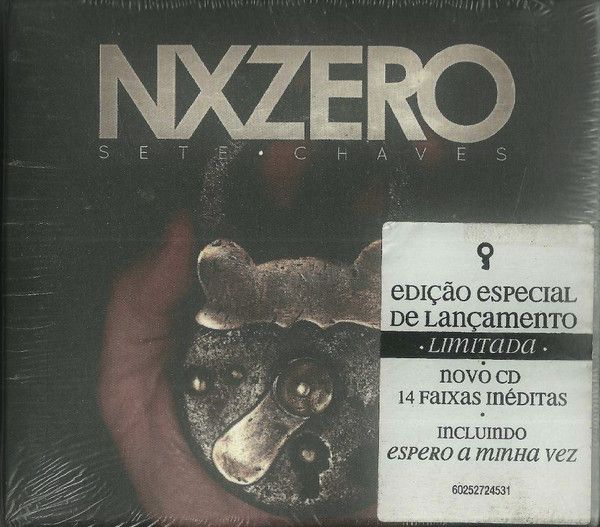 NXZERO
SETE • CHAVES
EDIÇÃO ESPECIAL
DE LANÇAMENTO
• LIMITADA •
•
NOVO CD
14 FAIXAS INÉDITAS
•
INCLUINDO
ESPERO A MINHA VEZ
60252724531